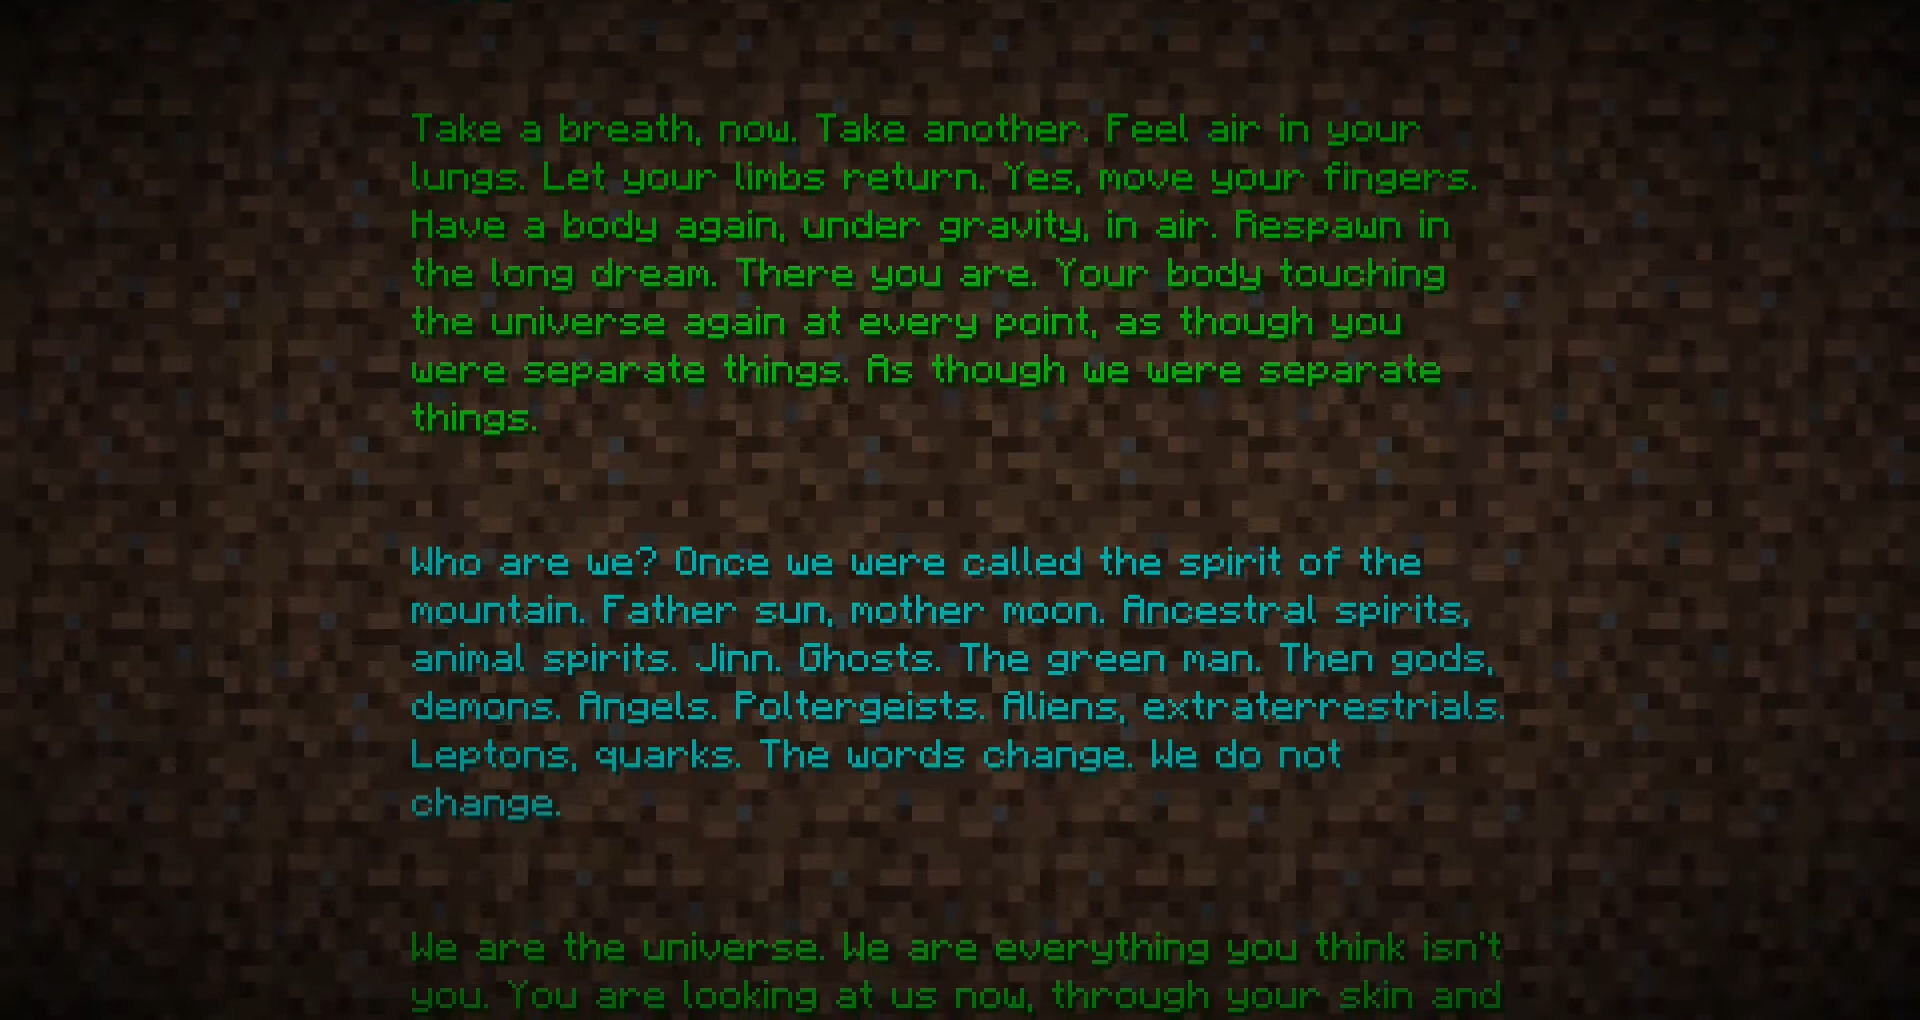 Take a breath, now. Take another. Feel air in your
lungs. Let your limbs return. Yes, move your fingers.
Have a body again, under gravity, in air. Respawn in
the long dream. There you are. Your body touching
the universe again at every point, as though you
were separate things. As though we were separate
things.
Who are we? Once we were called the spirit of the
mountain. Father sun, mother moon. Ancestral spirits,
animal spirits. Jinn. Ghosts. The green man. Then gods,
demons. Angels. Poltergeists. Aliens, extraterrestrials.
Leptons, quarks. The words change. We do not
change.
We are the universe. We are everything you think isn't
you. You are looking at us now, through your skin and